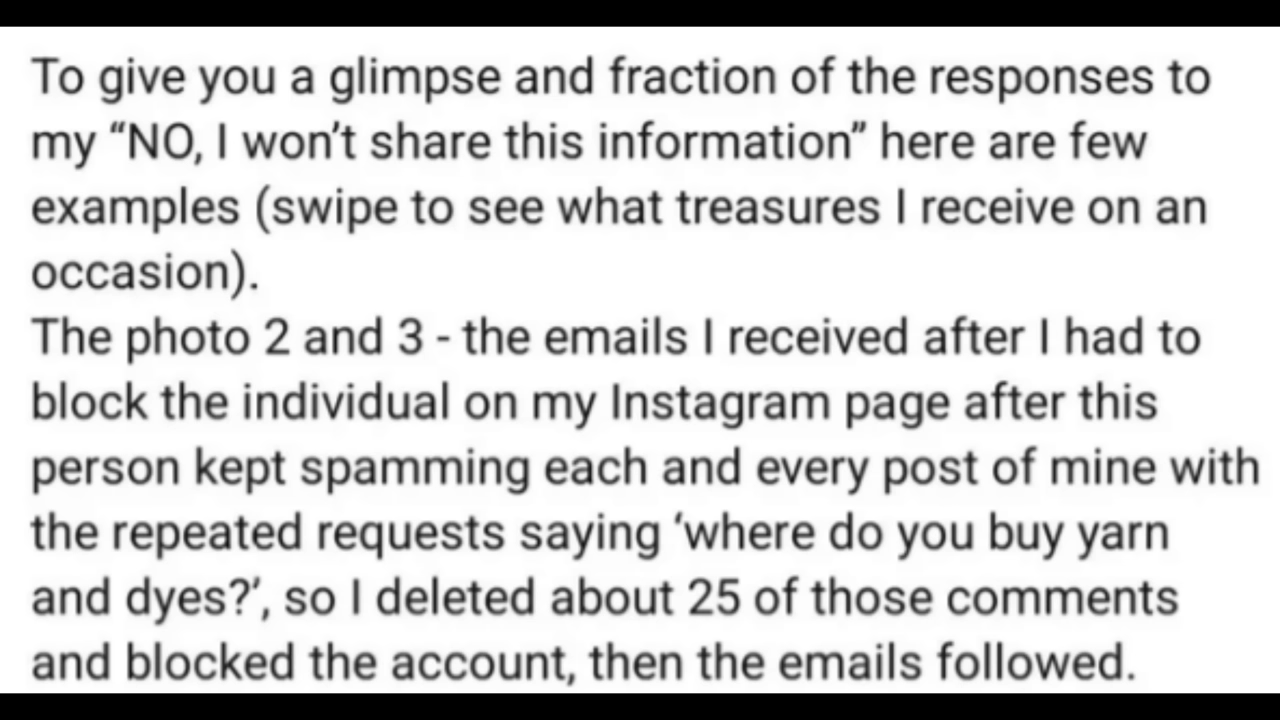 To give you a glimpse and fraction of the responses to
my “NO, I won’t share this information” here are few
examples (swipe to see what treasures I receive on an
occasion).
The photo 2 and 3 - the emails I received after I had to
block the individual on my Instagram page after this
person kept spamming each and every post of mine with
the repeated requests saying ‘where do you buy yarn
and dyes?’, so I deleted about 25 of those comments
and blocked the account, then the emails followed.